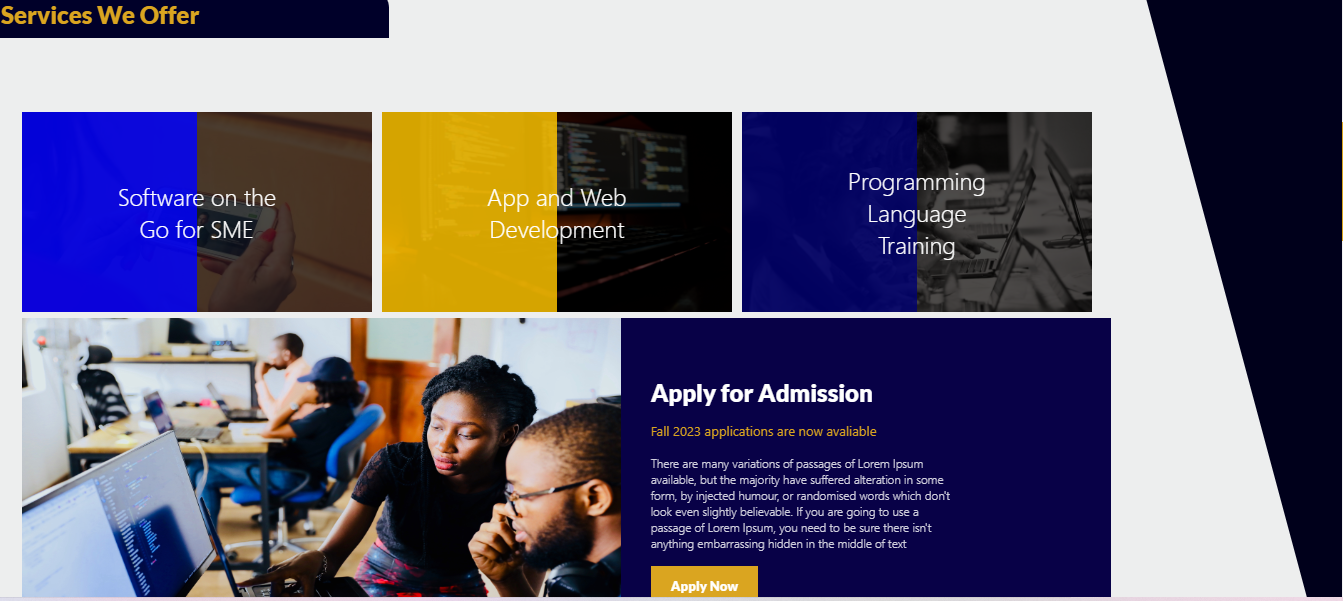 Services We Offer
Software on the
Go for SME
App and Web
Development
Programming
Language
Training
Apply for Admission
Fall 2023 applications are now avaliable
There are many variations of passages of Lorem Ipsum
available, but the majority have suffered alteration in some
form, by injected humour, or randomised words which don't
look even slightly believable. If you are going to use a
passage of Lorem Ipsum, you need to be sure there isn't
anything embarrassing hidden in the middle of text
Apply Now